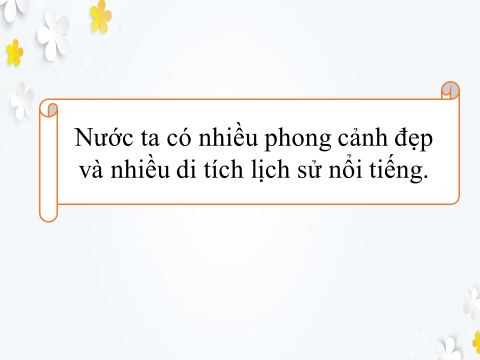 Nước ta có nhiều phong cảnh đẹp
và nhiều di tích lịch sử nổi tiếng.